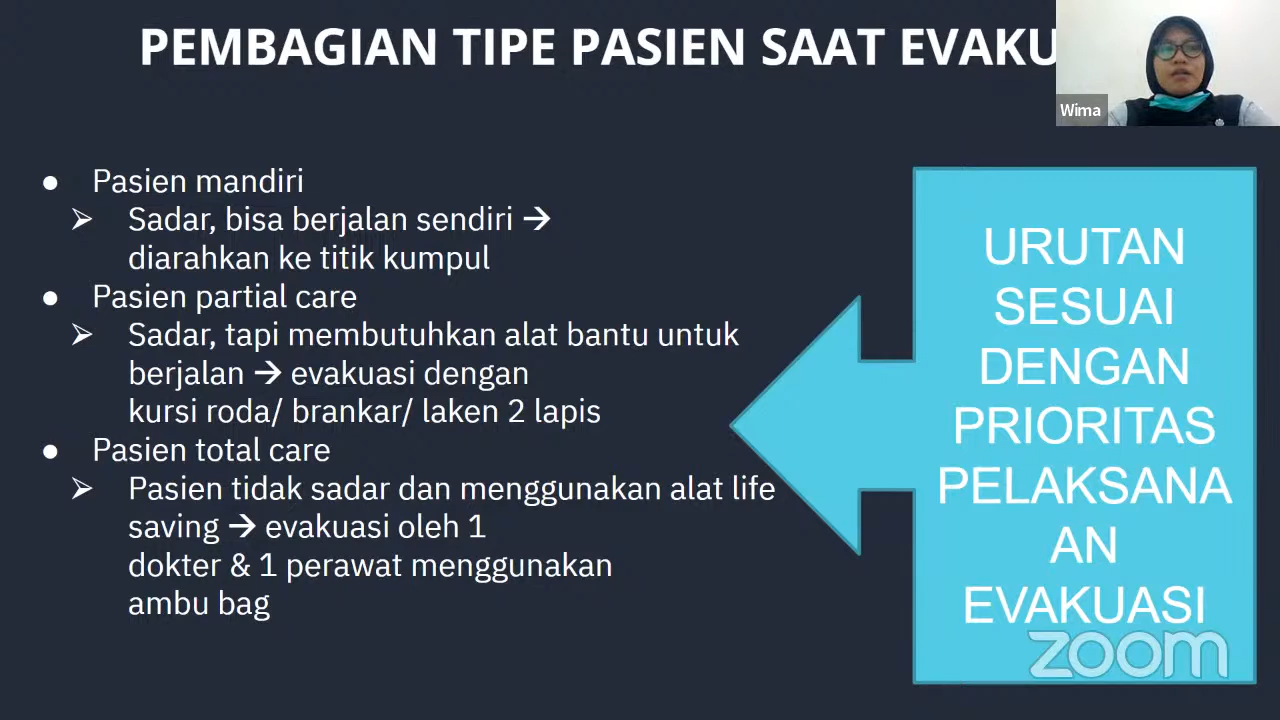 PEMBAGIAN TIPE PASIEN SAAT EVAKU
Wima
● Pasien mandiri
➢ Sadar, bisa berjalan sendiri →
diarahkan ke titik kumpul
● Pasien partial care
➢ Sadar, tapi membutuhkan alat bantu untuk
berjalan → evakuasi dengan
kursi roda/ brankar/ laken 2 lapis
● Pasien total care
➢ Pasien tidak sadar dan menggunakan alat life
saving → evakuasi oleh 1
dokter & 1 perawat menggunakan
ambu bag
URUTAN
SESUAI
DENGAN
PRIORITAS
PELAKSANA
AN
EVAKUASI
zoom